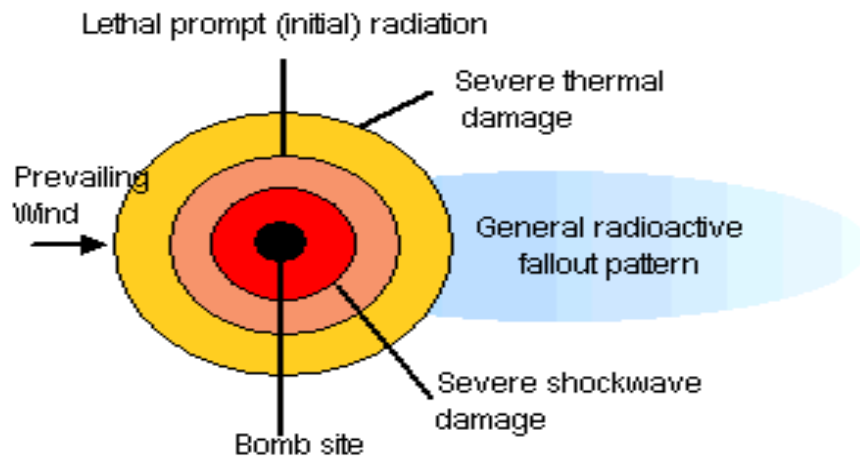 Lethal prompt (initial) radiation
Severe thermal
damage
Prevailing
Wind
General radioactive
fallout pattern
Severe shockwave
damage
Bomb site